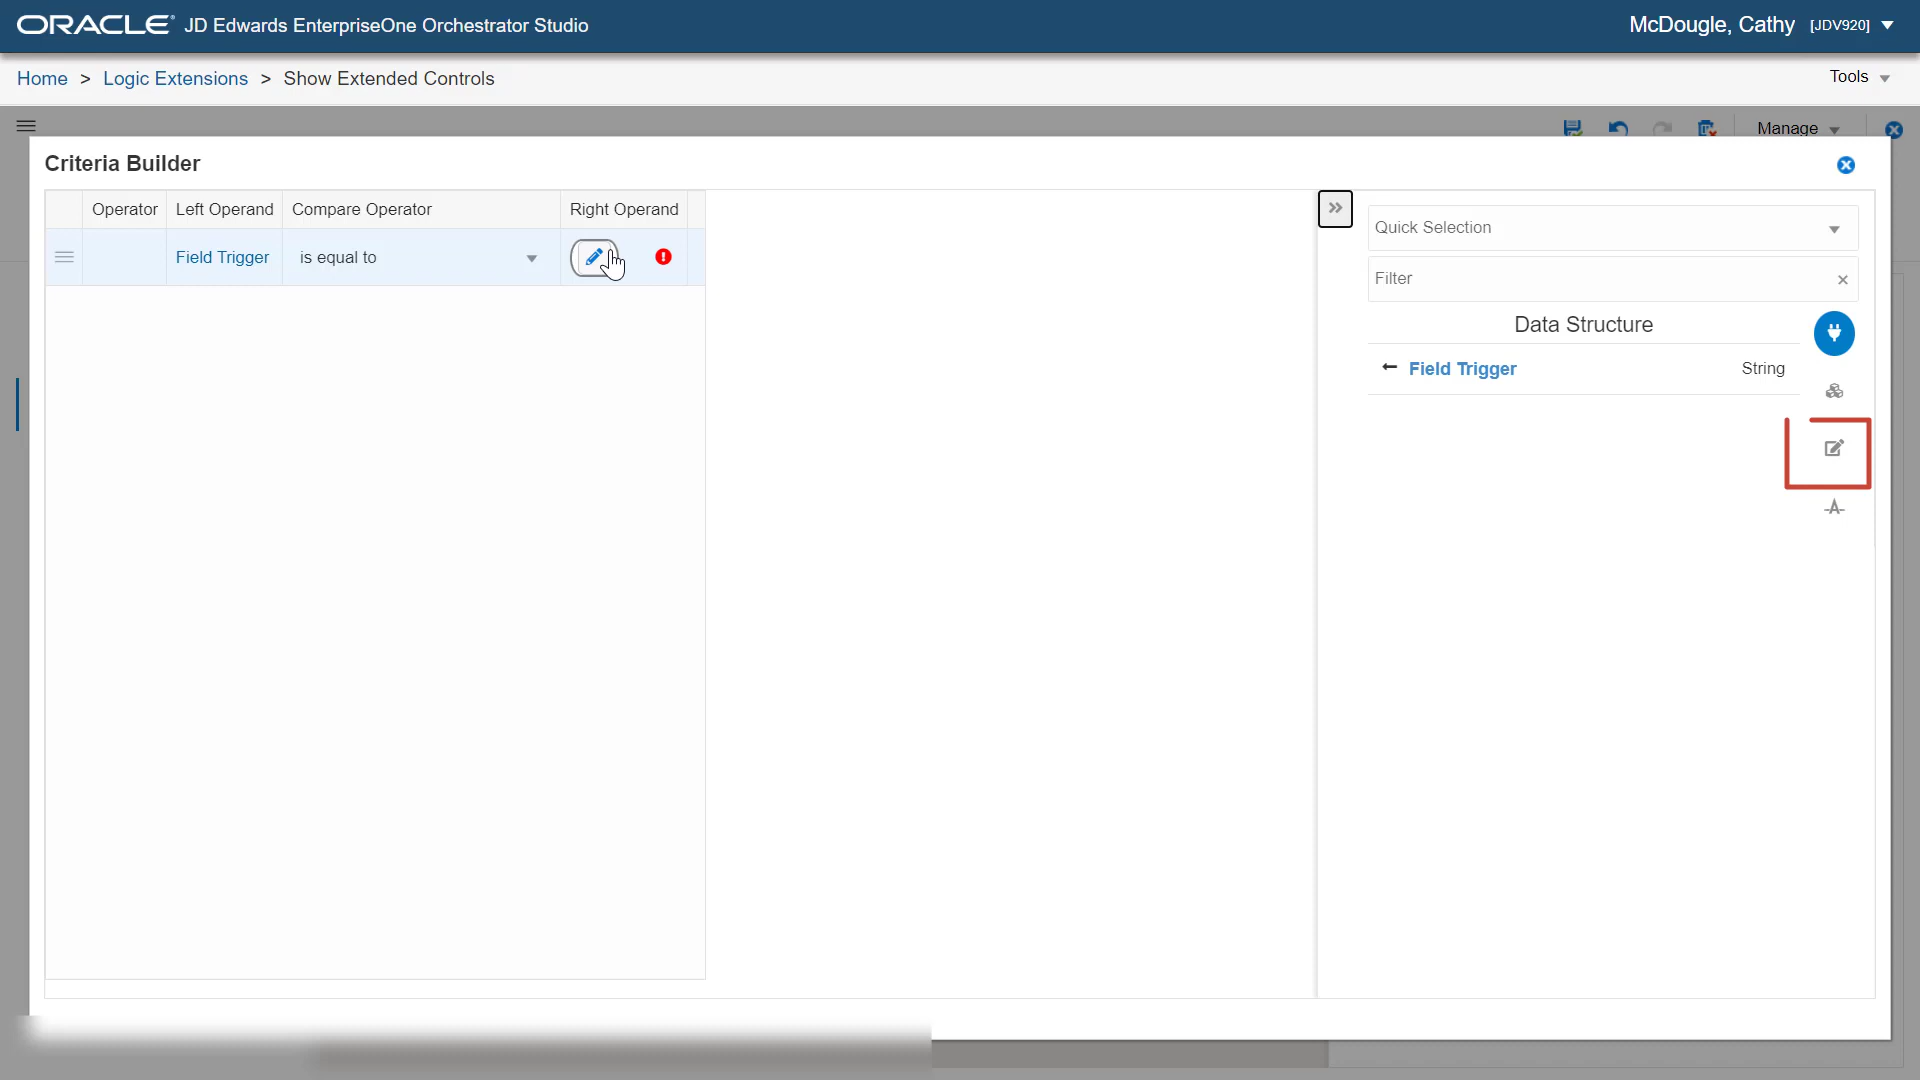 ORACLE JD Edwards EnterpriseOne Orchestrator Studio
McDougle, Cathy [JDV920]
Home > Logic Extensions > Show Extended Controls
Tools
Manage
Criteria Builder
Operator Left Operand Compare Operator Right Operand
Field Trigger is equal to
Quick Selection
Filter
Data Structure
Field Trigger String